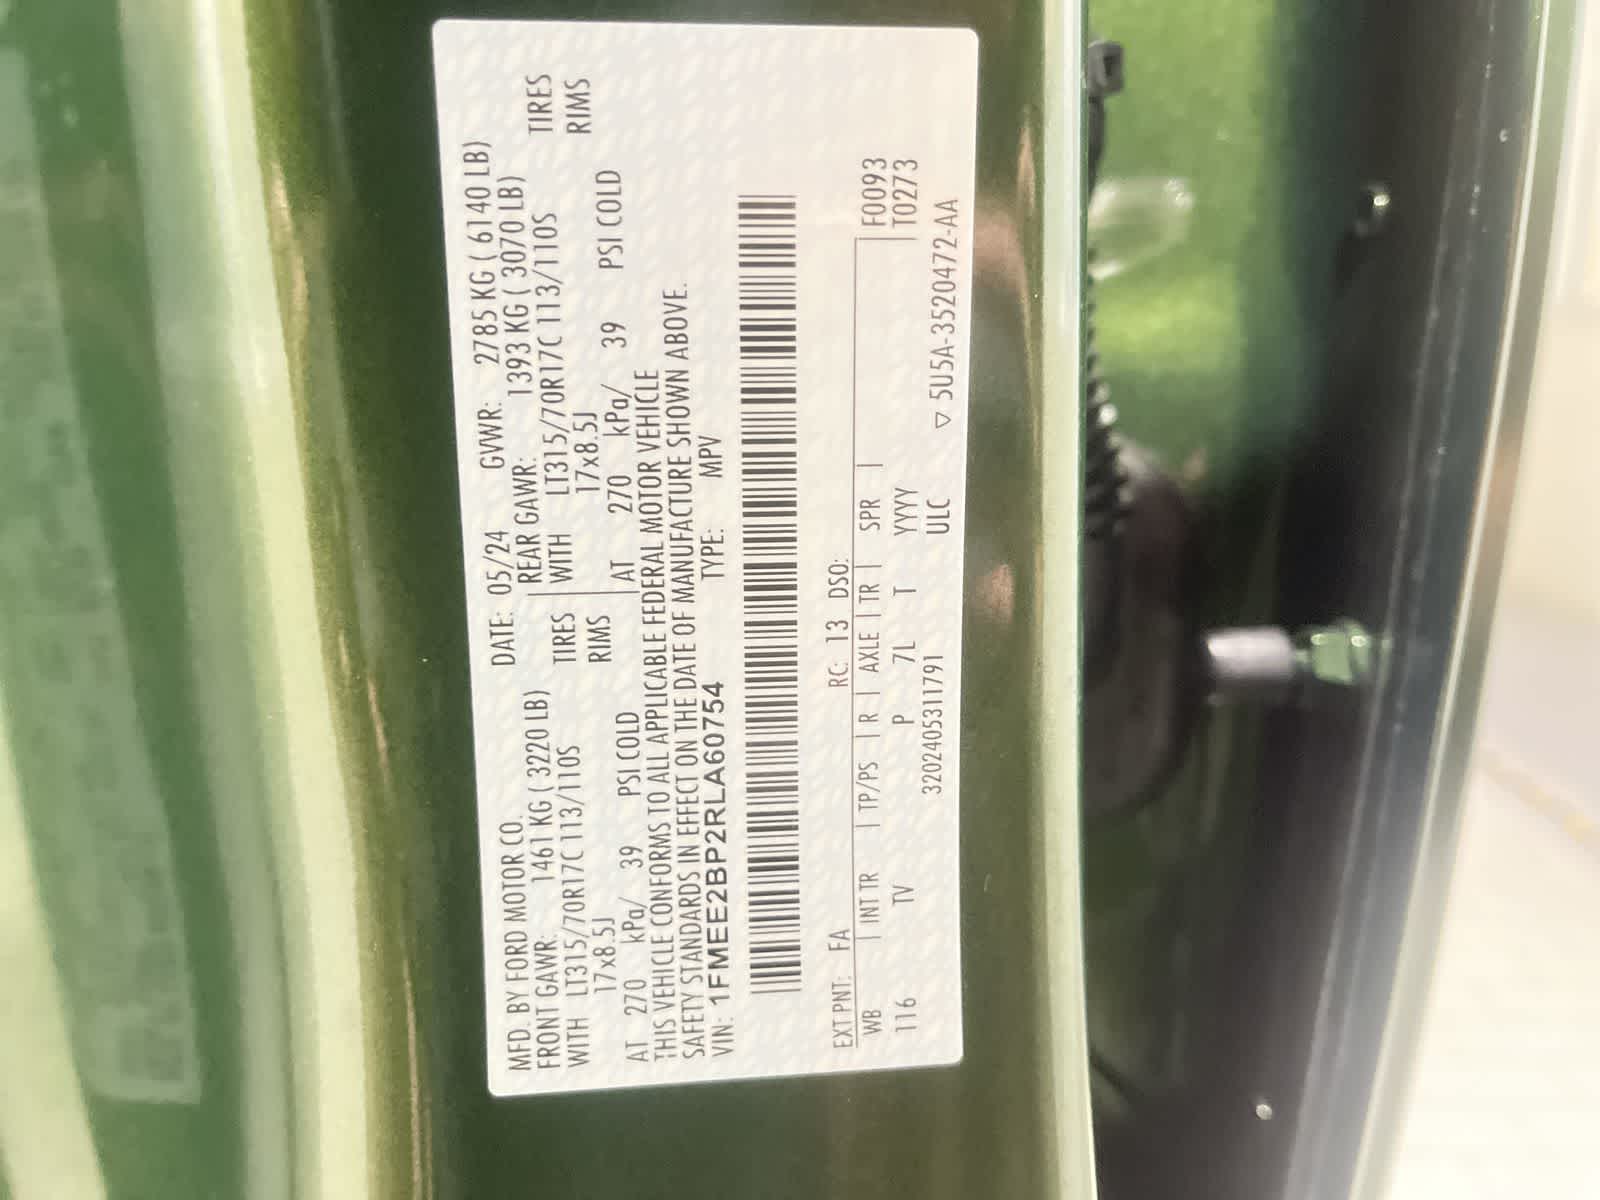 MFD. BY FORD MOTOR CO. DATE: 05/24 GVWR: 2785 KG ( 6140 LB)
FRONT GAWR: 1461 KG ( 3220 LB) REAR GAWR: 1393 KG ( 3070 LB)
WITH LT315/70R17C 113/110S TIRES WITH LT315/70R17C 113/110S TIRES
17x8.5J RIMS 17x8.5J RIMS
AT 270 kPa/ 39 PSI COLD AT 270 kPa/ 39 PSI COLD
THIS VEHICLE CONFORMS TO ALL APPLICABLE FEDERAL MOTOR VEHICLE
SAFETY STANDARDS IN EFFECT ON THE DATE OF MANUFACTURE SHOWN ABOVE.
VIN: 1FMEE2BP2RLA60754 TYPE: MPV
EXT PNT: FA RC: 13 DSO:
WB | INT TR | TP/PS | R | AXLE | TR | SPR | F0093
116 TV P 7L T YYYY T0273
320240531791 ULC ▽ 5U5A-3520472-AA